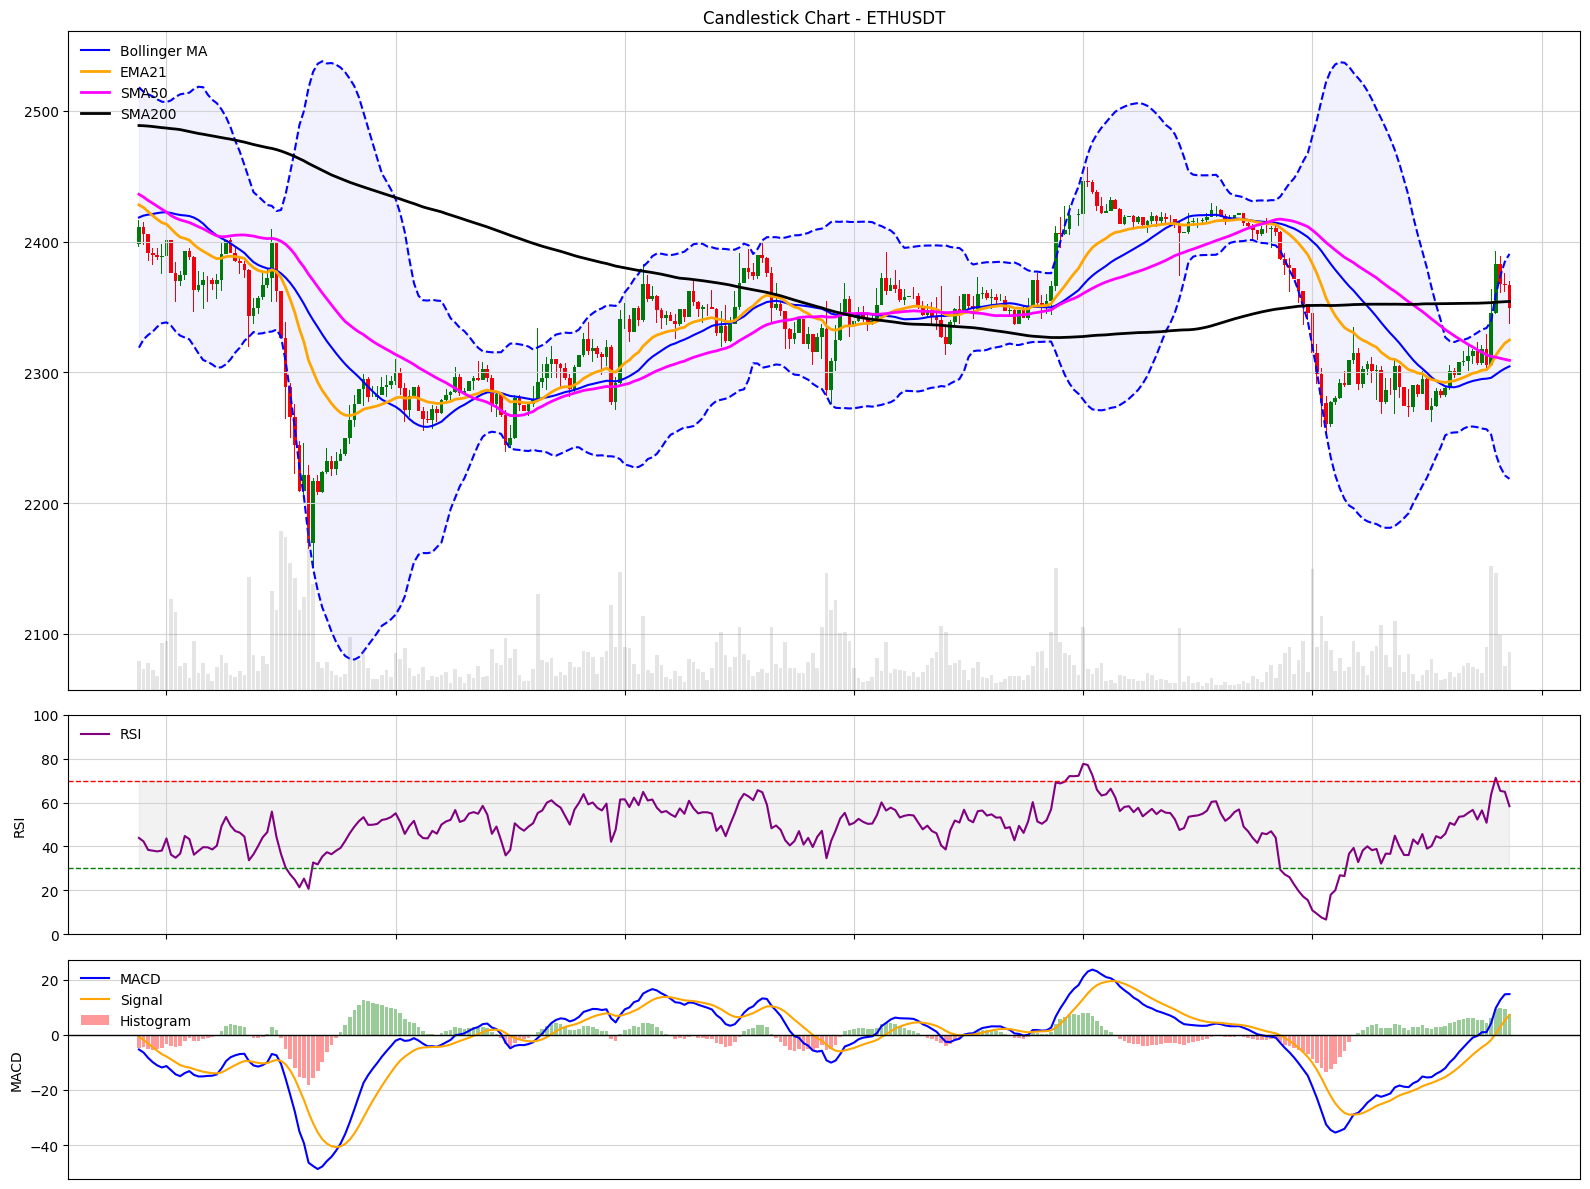 Candlestick Chart - ETHUSDT
Bollinger MA
EMA21
SMA50
SMA200
2500
2400
2300
2200
2100
RSI
100
80
60
40
20
0
RSI
MACD
Signal
Histogram
20
0
−20
−40
MACD